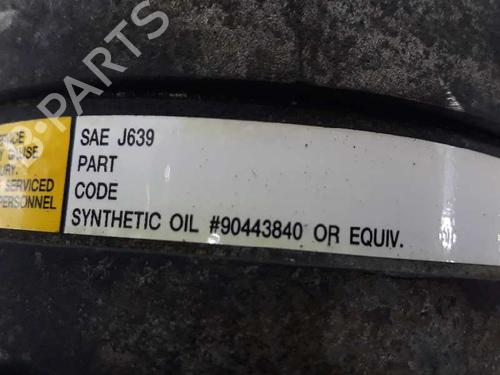 PARTS
SAE J639
PART
CODE
SYNTHETIC OIL #90443840 OR EQUIV.
SERVICED
PERSONNEL